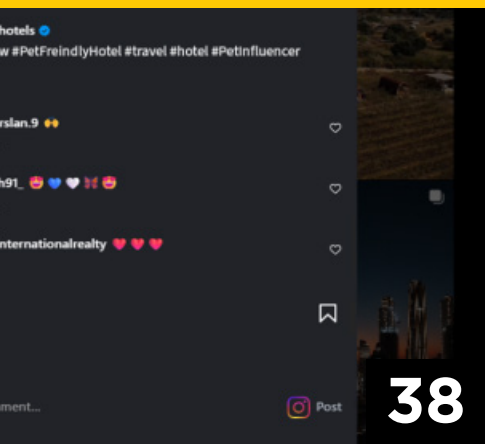 hotels
w #PetFreindlyHotel #travel #hotel #PetInfluencer
rslan.9 🙌
h91_ 😍 💙 🤍 🎀 😍
nternationalrealty ❤️ ❤️ ❤️
ment... Post
38